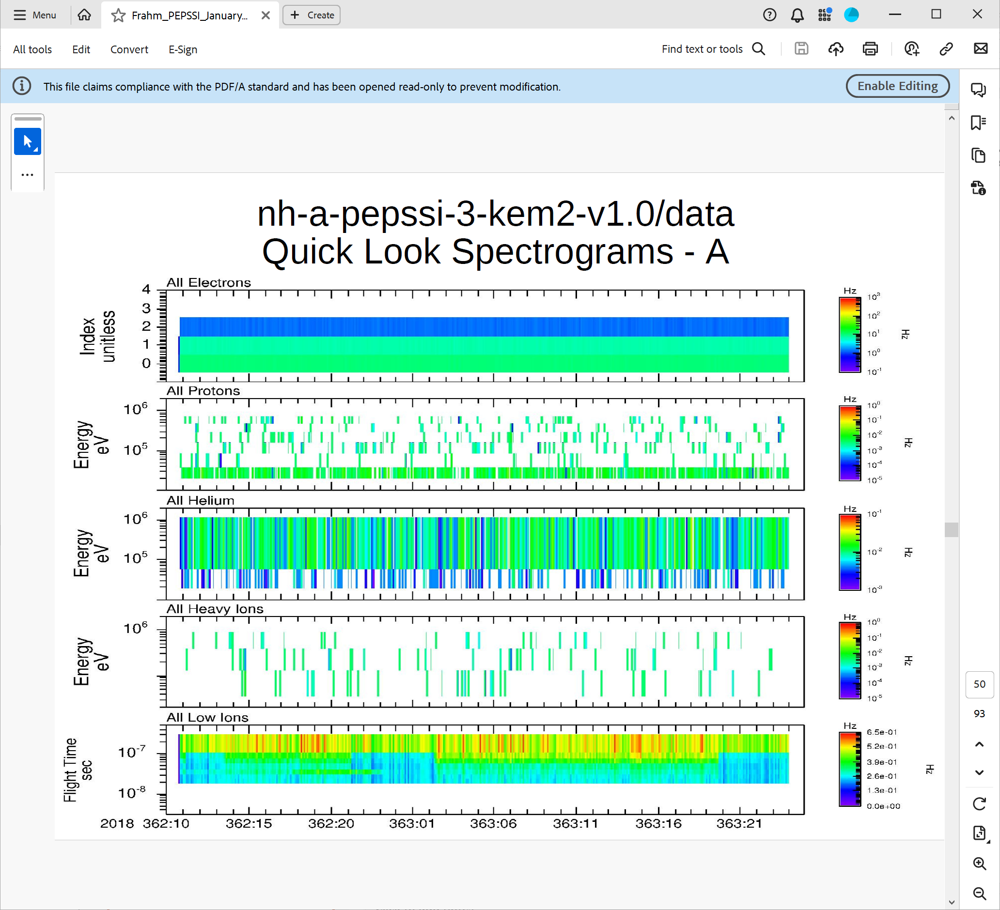 Menu
Frahm_PEPSSI_January...
Create
All tools
Edit
Convert
E-Sign
Find text or tools
This file claims compliance with the PDF/A standard and has been opened read-only to prevent modification.
Enable Editing
nh-a-pepssi-3-kem2-v1.0/data
Quick Look Spectrograms - A
All Electrons
Index
unitless
4
3
2
1
0
Hz
10³
10²
10¹
10⁰
10⁻¹
Hz
All Protons
Energy
eV
10⁶
10⁵
Hz
10⁰
10⁻¹
10⁻²
10⁻³
10⁻⁴
10⁻⁵
Hz
All Helium
Energy
eV
10⁶
10⁵
Hz
10⁻¹
10⁻²
10⁻³
Hz
All Heavy Ions
Energy
eV
10⁶
Hz
10⁰
10⁻¹
10⁻²
10⁻³
10⁻⁴
10⁻⁵
Hz
All Low Ions
Flight Time
sec
10⁻⁷
10⁻⁸
Hz
6.5e-01
5.2e-01
3.9e-01
2.6e-01
1.3e-01
0.0e+00
Hz
2018 362:10 362:15 362:20 363:01 363:06 363:11 363:16 363:21
50
93